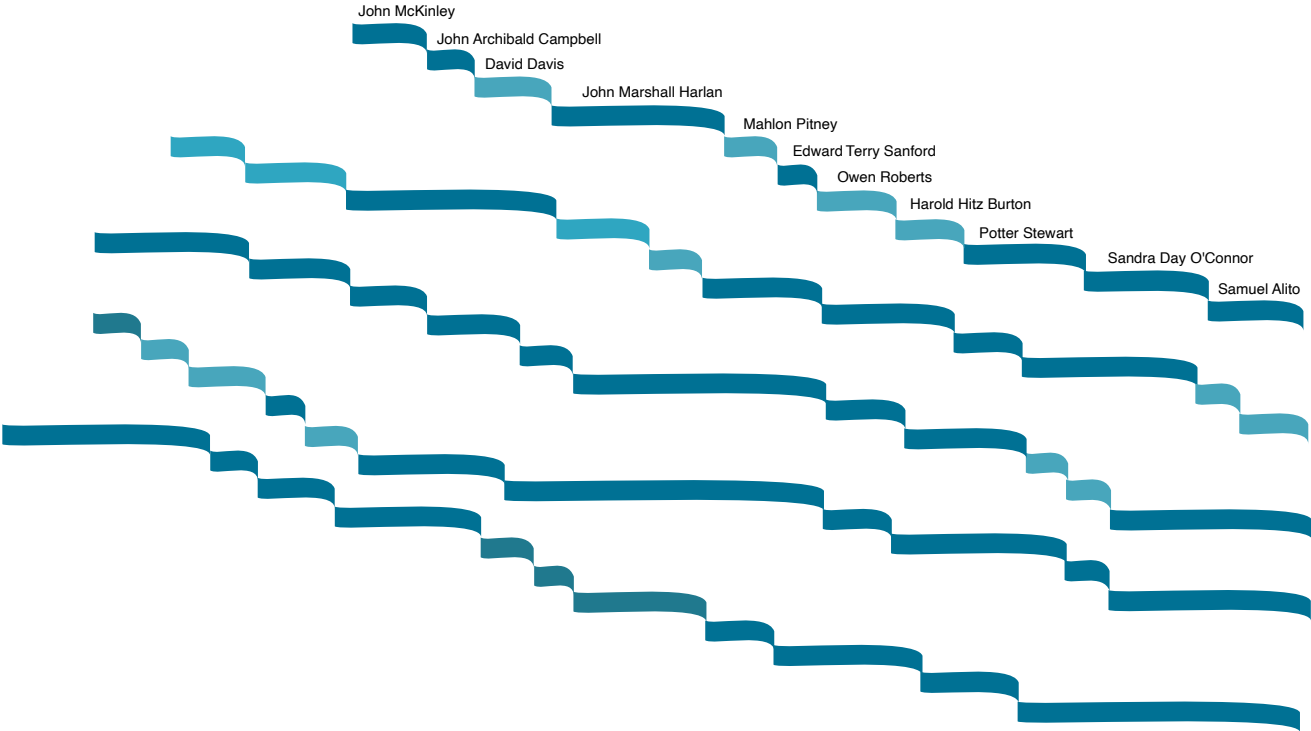 John McKinley
John Archibald Campbell
David Davis
John Marshall Harlan
Mahlon Pitney
Edward Terry Sanford
Owen Roberts
Harold Hitz Burton
Potter Stewart
Sandra Day O'Connor
Samuel Alito